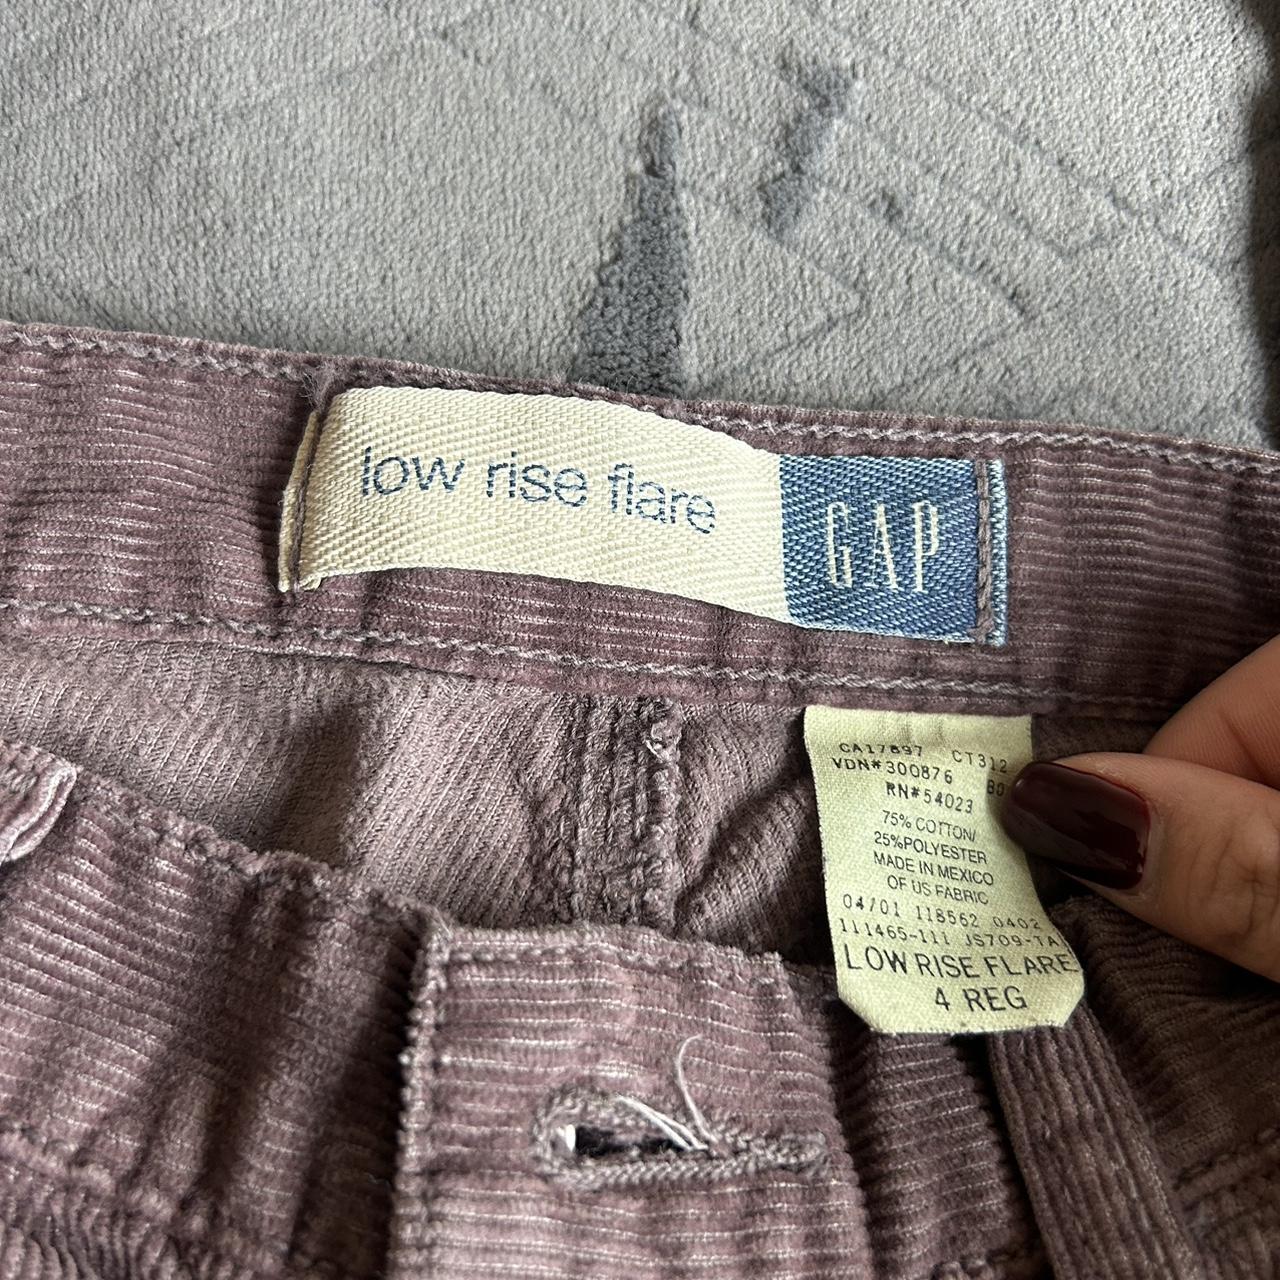 low rise flare GAP
CA17897 CT312
VDN#300876 80
RN#54023
75% COTTON/
25%POLYESTER
MADE IN MEXICO
OF US FABRIC
04/01 118562 0402
111465-111 JS709-TA
LOW RISE FLARE
4 REG